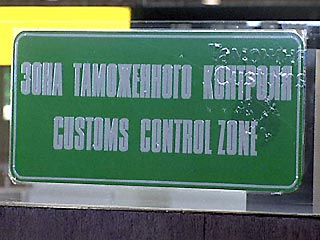 ЗОНА ТАМОЖЕННОГО КОНТРОЛЯ
CUSTOMS CONTROL ZONE